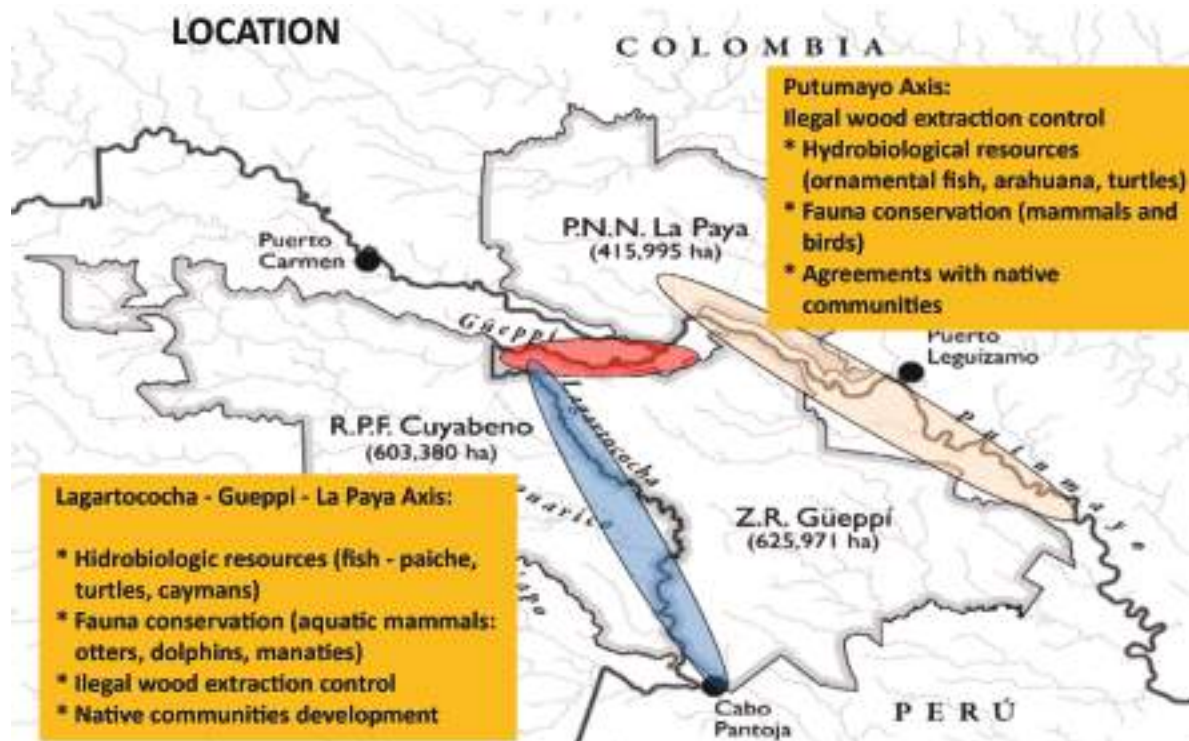 LOCATION
COLOMBIA
Putumayo Axis:
Ilegal wood extraction control
* Hydrobiological resources
(ornamental fish, arahuana, turtles)
* Fauna conservation (mammals and
birds)
* Agreements with native
communities
P.N.N. La Paya
(415,995 ha)
Puerto
Carmen
Güeppí
Puerto
Leguízamo
Lagartococha
Putumayo
R.P.F. Cuyabeno
(603,380 ha)
Z.R. Güeppí
(625,971 ha)
Lagartococha - Gueppi - La Paya Axis:
* Hidrobiologic resources (fish - paiche,
turtles, caymans)
* Fauna conservation (aquatic mammals:
otters, dolphins, manaties)
* Ilegal wood extraction control
* Native communities development
Cabo
Pantoja
PERÚ